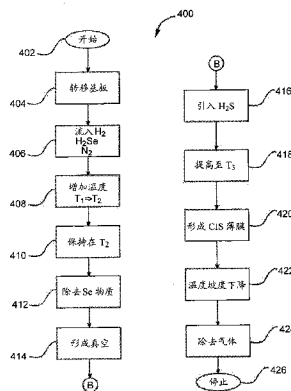 400
402
开始
404
转移基板
406
流入 H2
H2Se
N2
408
增加温度
T1⇒T2
410
保持在 T2
412
除去 Se 物质
414
形成真空
B
B
引入 H2S
416
提高至 T3
418
形成 CIS 薄膜
420
温度坡度下降
422
除去气体
424
停止
426